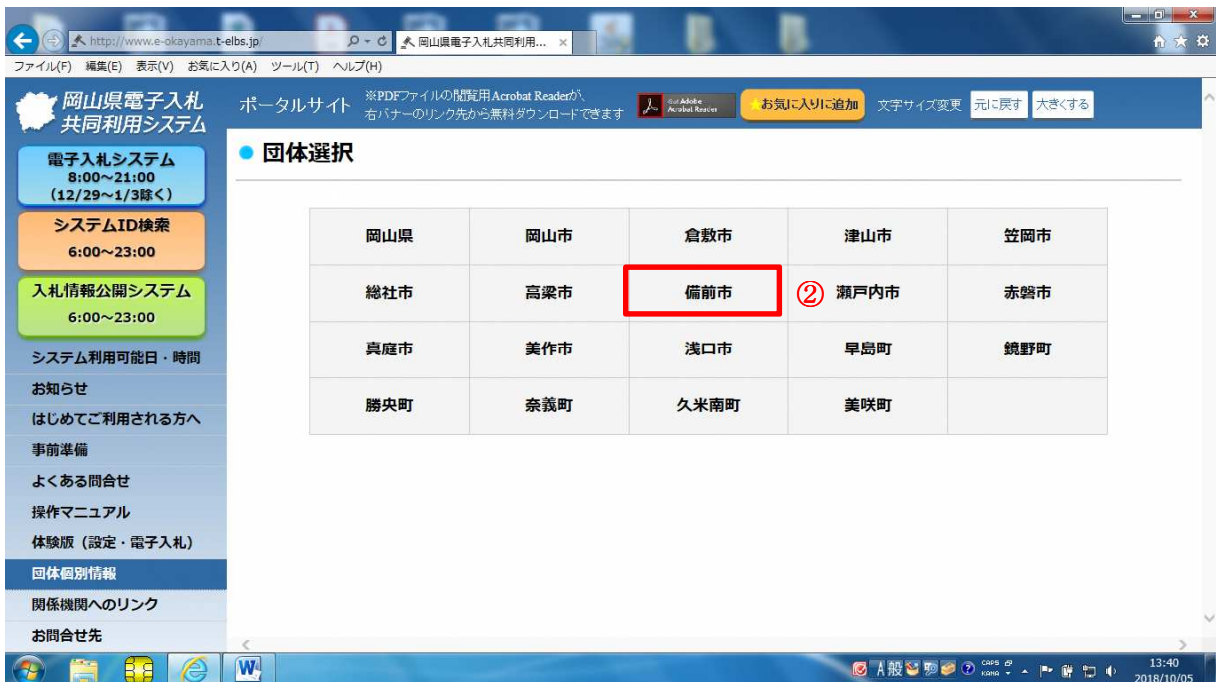 http://www.e-okayama.t-elbs.jp/
岡山県電子入札共同利用...
ファイル(F) 編集(E) 表示(V) お気に入り(A) ツール(T) ヘルプ(H)
岡山県電子入札
共同利用システム
ポータルサイト
※PDFファイルの閲覧用Acrobat Readerが、
右バナーのリンク先から無料ダウンロードできます
Get Adobe
Acrobat Reader
お気に入りに追加
文字サイズ変更 元に戻す 大きくする
電子入札システム
8:00～21:00
（12/29～1/3除く）
システムID検索
6:00～23:00
入札情報公開システム
6:00～23:00
システム利用可能日・時間
お知らせ
はじめてご利用される方へ
事前準備
よくある問合せ
操作マニュアル
体験版（設定・電子入札）
団体個別情報
関係機関へのリンク
お問合せ先
団体選択
岡山県 岡山市 倉敷市 津山市 笠岡市
総社市 高梁市 備前市 ② 瀬戸内市 赤磐市
真庭市 美作市 浅口市 早島町 鏡野町
勝央町 奈義町 久米南町 美咲町
A 般
CAPS
KANA
13:40
2018/10/05